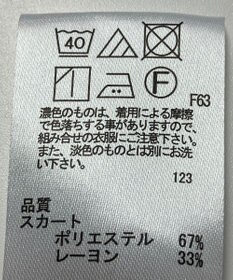 40
F
F63
濃色のものは、着用による摩擦
で色落ちする事がありますので、
組み合せの衣服にご注意下さい。
また、淡色のものとは別にお洗
い下さい。
123
品質
スカート
ポリエステル 67%
レーヨン 33%